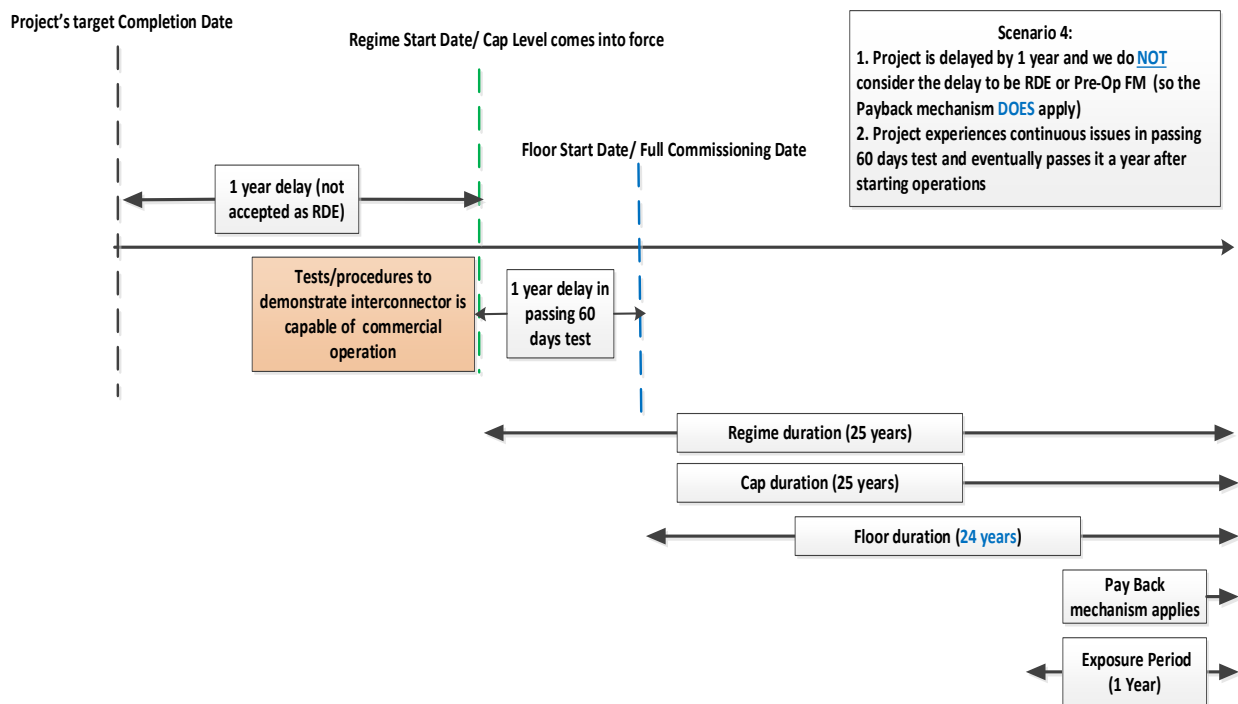 Project's target Completion Date
Regime Start Date/ Cap Level comes into force
Scenario 4:
1. Project is delayed by 1 year and we do NOT
consider the delay to be RDE or Pre-Op FM (so the
Payback mechanism DOES apply)
2. Project experiences continuous issues in passing
60 days test and eventually passes it a year after
starting operations
Floor Start Date/ Full Commissioning Date
1 year delay (not
accepted as RDE)
Tests/procedures to
demonstrate interconnector is
capable of commercial
operation
1 year delay in
passing 60
days test
Regime duration (25 years)
Cap duration (25 years)
Floor duration (24 years)
Pay Back
mechanism applies
Exposure Period
(1 Year)